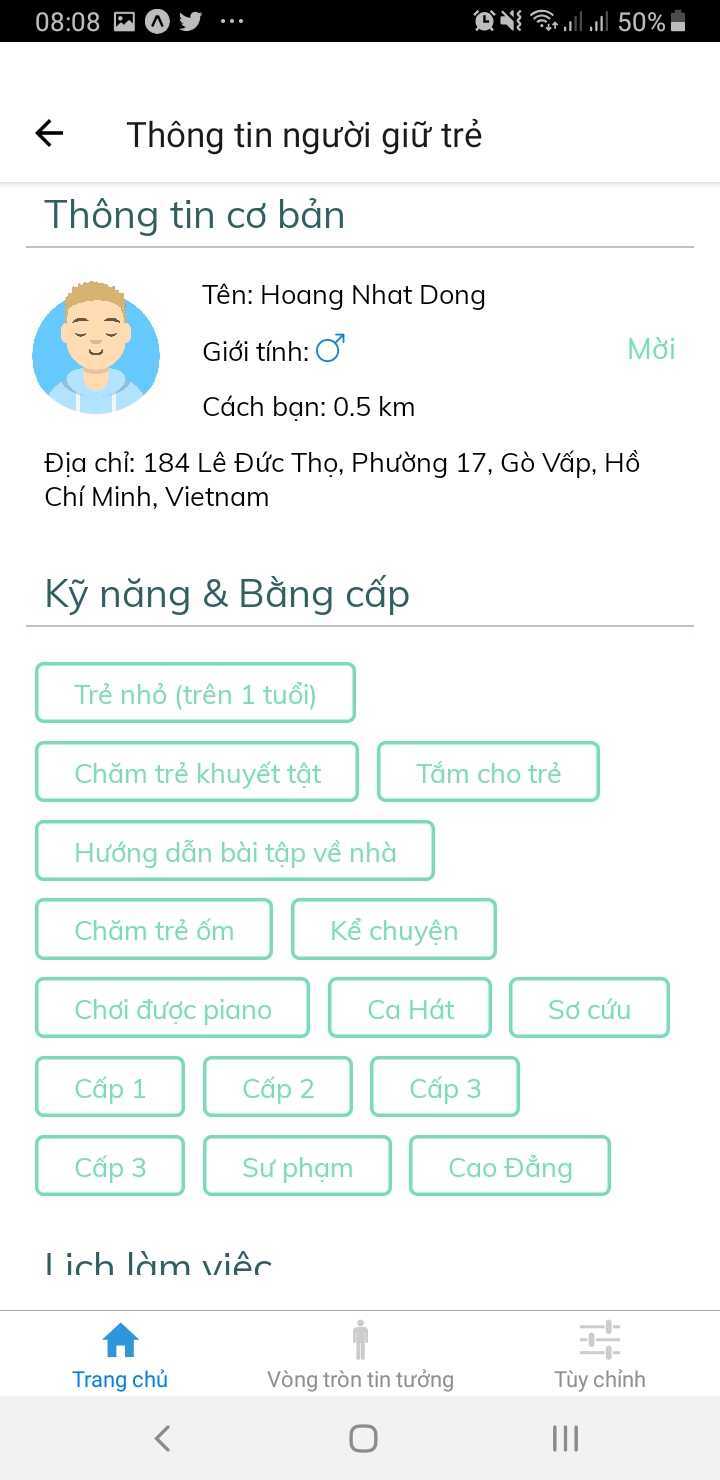 08:08 50%
Thông tin người giữ trẻ
Thông tin cơ bản
Tên: Hoang Nhat Dong
Giới tính:
Mời
Cách bạn: 0.5 km
Địa chỉ: 184 Lê Đức Thọ, Phường 17, Gò Vấp, Hồ
Chí Minh, Vietnam
Kỹ năng & Bằng cấp
Trẻ nhỏ (trên 1 tuổi)
Chăm trẻ khuyết tật Tắm cho trẻ
Hướng dẫn bài tập về nhà
Chăm trẻ ốm Kể chuyện
Chơi được piano Ca Hát Sơ cứu
Cấp 1 Cấp 2 Cấp 3
Cấp 3 Sư phạm Cao Đẳng
Lịch làm việc
Trang chủ Vòng tròn tin tưởng Tùy chỉnh